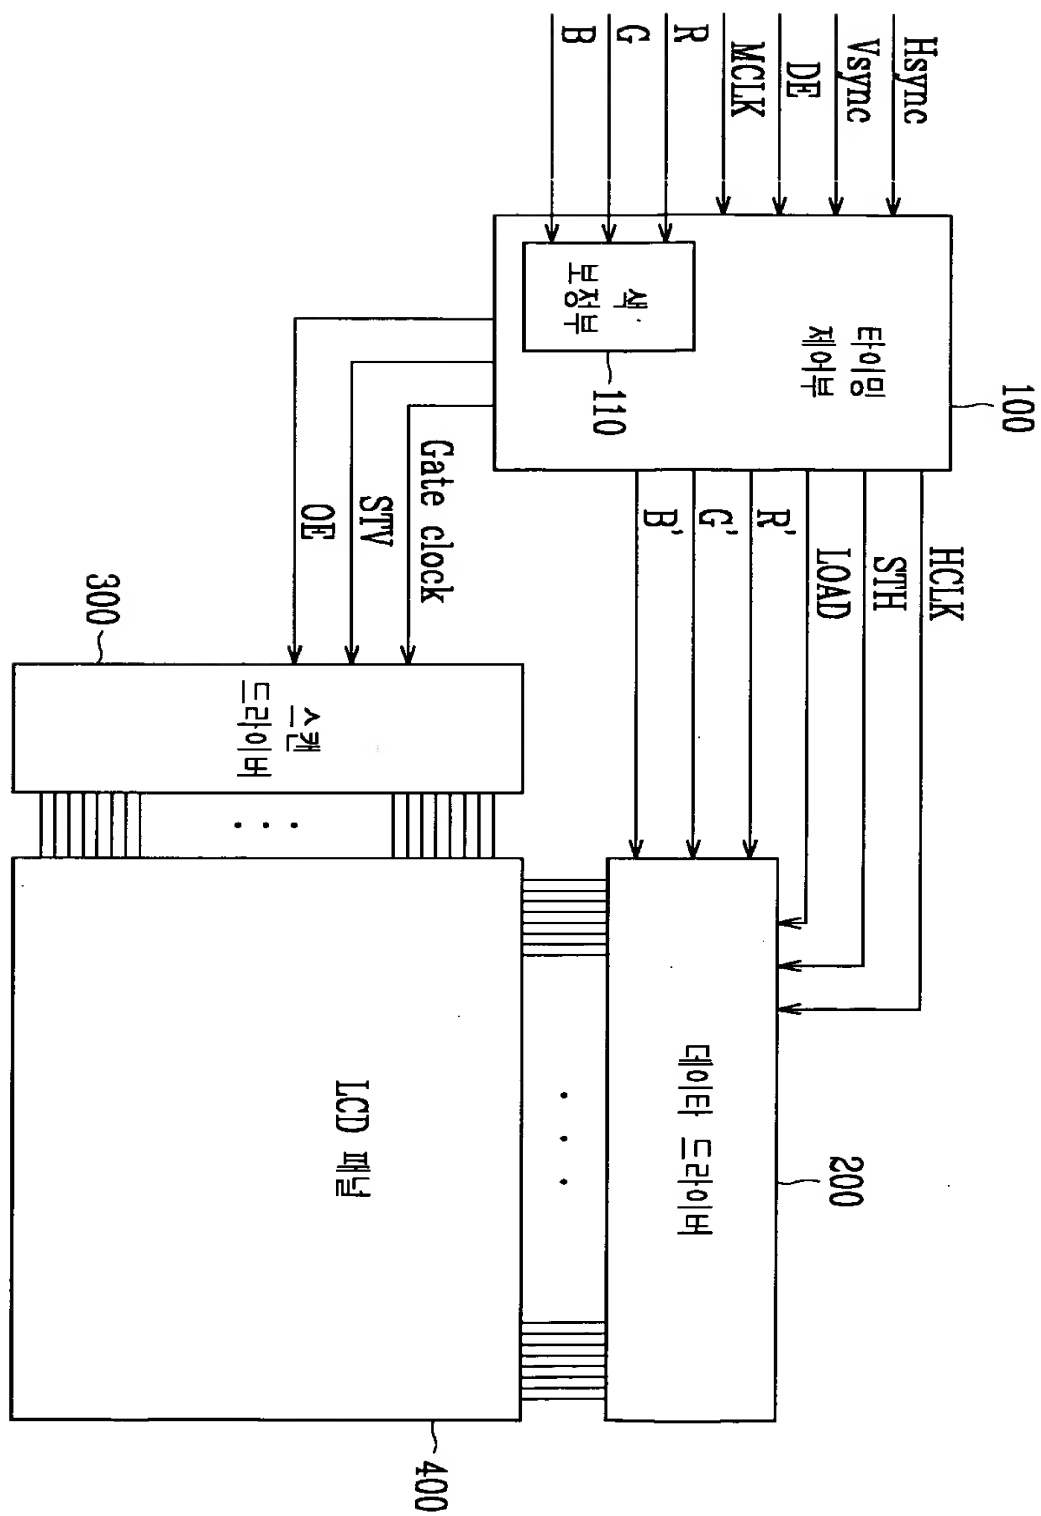 Hsync
Vsync
DE
MCLK
R
G
B
타이밍
제어부
100
색
보정부
110
HCLK
STH
LOAD
R'
G'
B'
Gate clock
STV
OE
데이타 드라이버
200
스캔
드라이버
300
LCD 패널
400